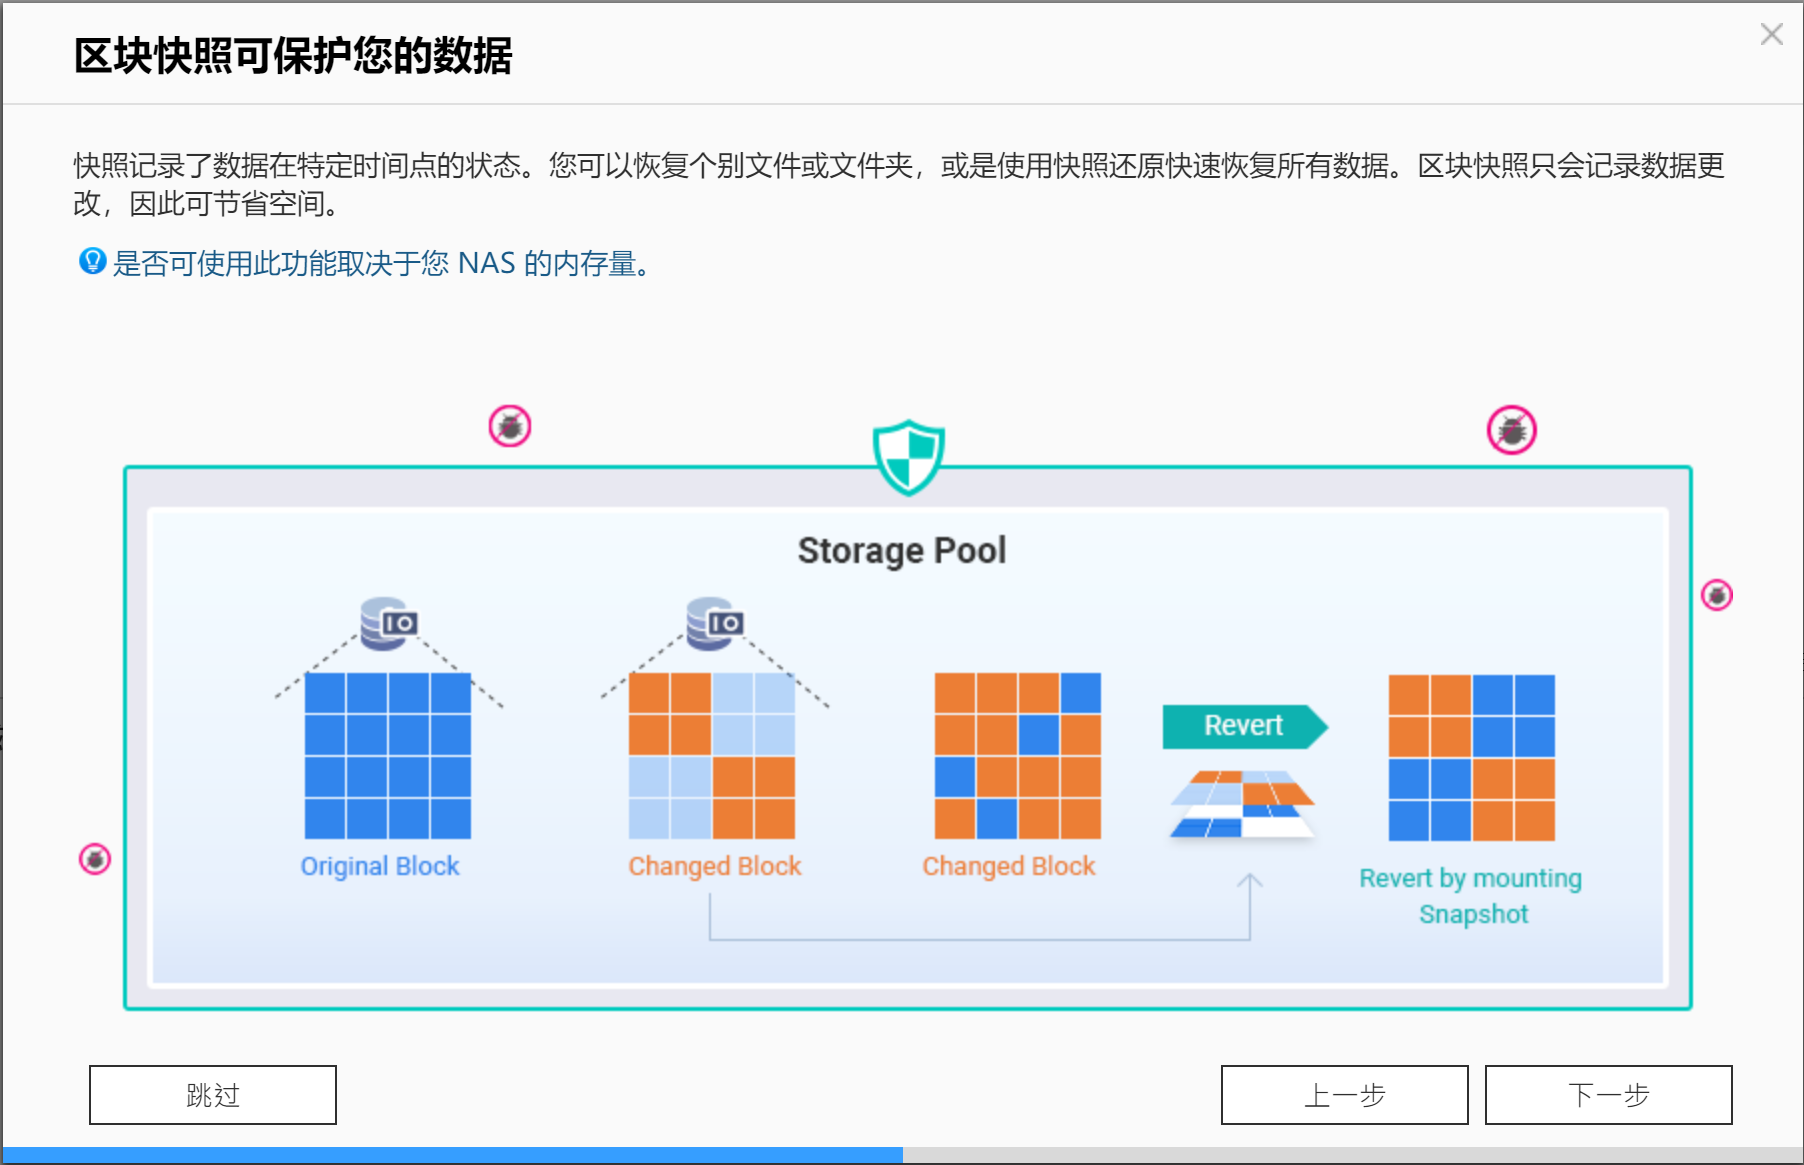 区块快照可保护您的数据
快照记录了数据在特定时间点的状态。您可以恢复个别文件或文件夹，或是使用快照还原快速恢复所有数据。区块快照只会记录数据更
改，因此可节省空间。
是否可使用此功能取决于您 NAS 的内存量。
Storage Pool
IO
IO
Revert
Original Block
Changed Block
Changed Block
Revert by mounting
Snapshot
跳过
上一步
下一步